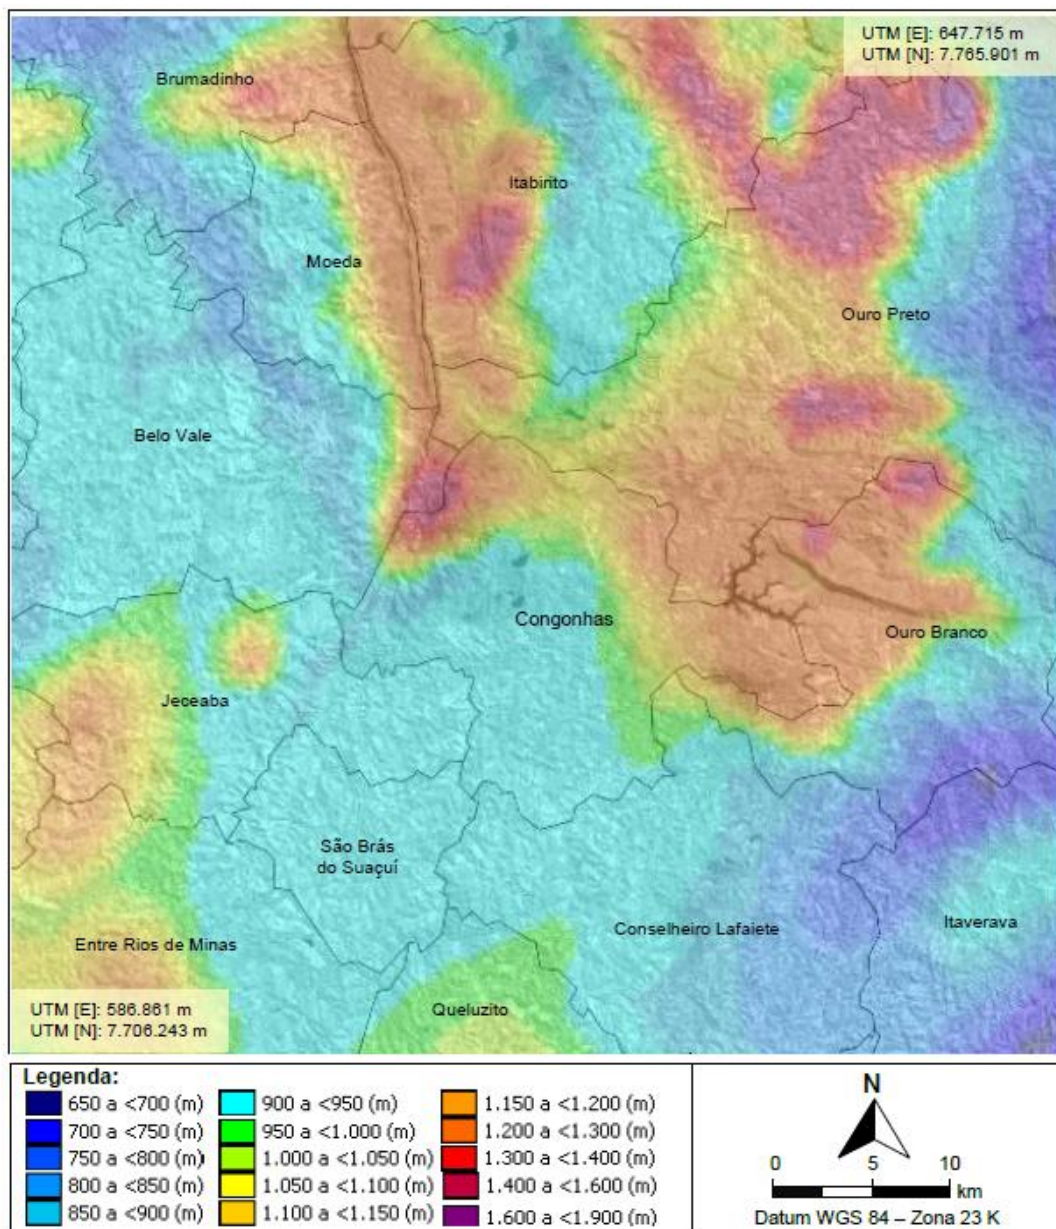 UTM [E]: 647.715 m
UTM [N]: 7.765.901 m
Brumadinho
Itabirito
Moeda
Ouro Preto
Belo Vale
Congonhas
Ouro Branco
Jeceaba
São Brás
do Suaçuí
Conselheiro Lafaiete
Itaverava
Entre Rios de Minas
Queluzito
UTM [E]: 586.861 m
UTM [N]: 7.706.243 m
Legenda:
650 a <700 (m)
700 a <750 (m)
750 a <800 (m)
800 a <850 (m)
850 a <900 (m)
900 a <950 (m)
950 a <1.000 (m)
1.000 a <1.050 (m)
1.050 a <1.100 (m)
1.100 a <1.150 (m)
1.150 a <1.200 (m)
1.200 a <1.300 (m)
1.300 a <1.400 (m)
1.400 a <1.600 (m)
1.600 a <1.900 (m)
N
0 5 10
km
Datum WGS 84 – Zona 23 K